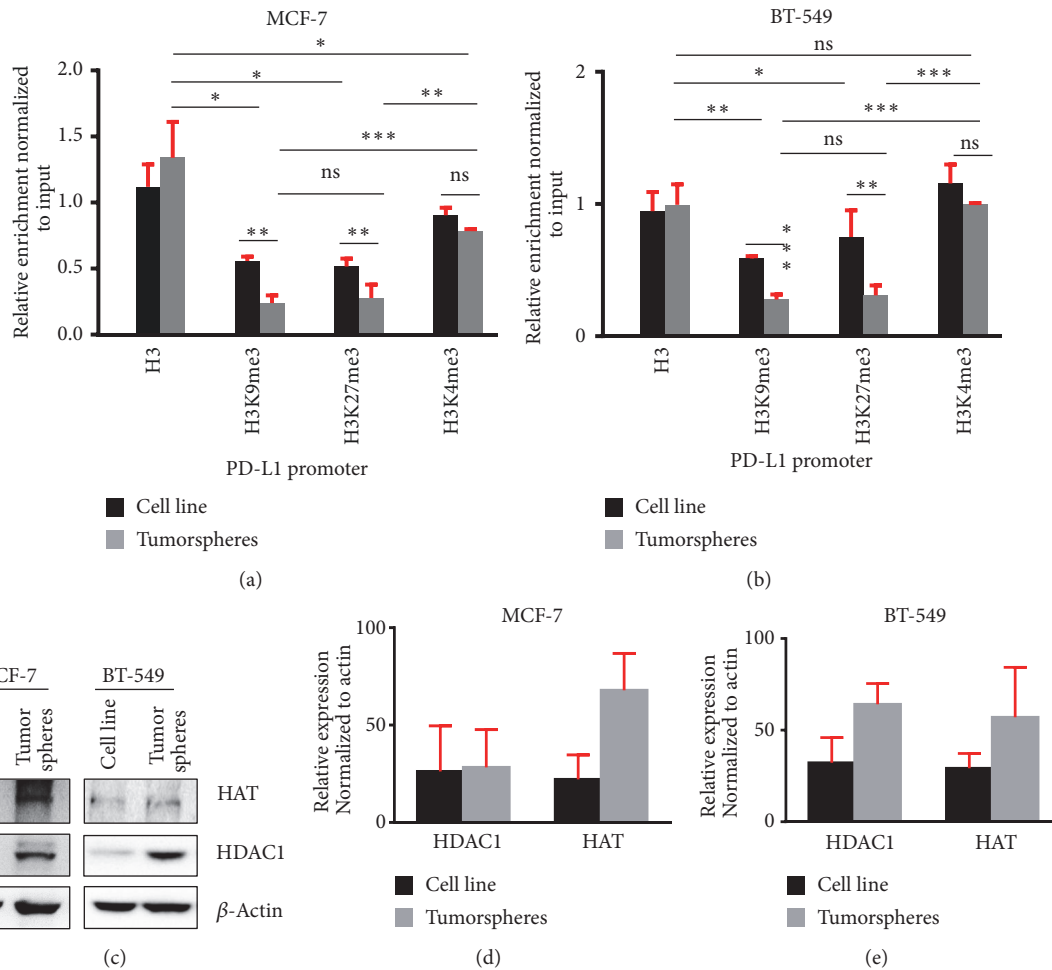 MCF-7
Relative enrichment normalized
to input
2.0
1.5
1.0
0.5
0.0
*
*
*
**
***
ns
ns
**
**
H3
H3K9me3
H3K27me3
H3K4me3
PD-L1 promoter
Cell line
Tumorspheres
(a)
BT-549
Relative enrichment normalized
to input
2
1
0
ns
*
***
**
***
ns
ns
**
***
H3
H3K9me3
H3K27me3
H3K4me3
PD-L1 promoter
Cell line
Tumorspheres
(b)
CF-7
BT-549
Tumor
spheres
Cell line
Tumor
spheres
HAT
HDAC1
β-Actin
(c)
MCF-7
Relative expression
Normalized to actin
100
50
0
HDAC1
HAT
Cell line
Tumorspheres
(d)
BT-549
Relative expression
Normalized to actin
100
50
0
HDAC1
HAT
Cell line
Tumorspheres
(e)